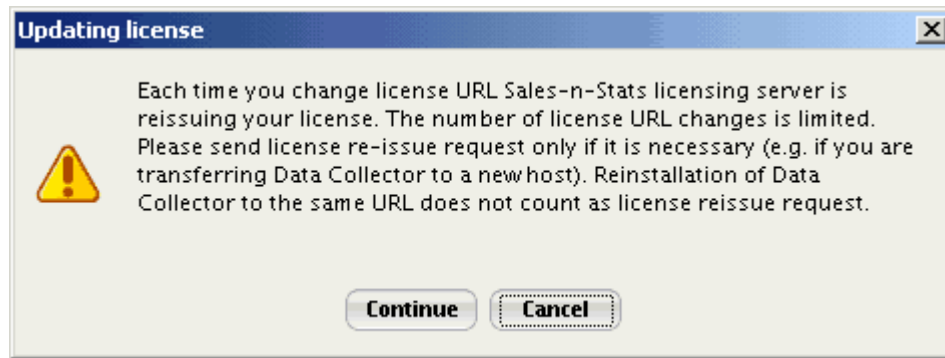 Updating license
Each time you change license URL Sales-n-Stats licensing server is
reissuing your license. The number of license URL changes is limited.
Please send license re-issue request only if it is necessary (e.g. if you are
transferring Data Collector to a new host). Reinstallation of Data
Collector to the same URL does not count as license reissue request.
Continue
Cancel